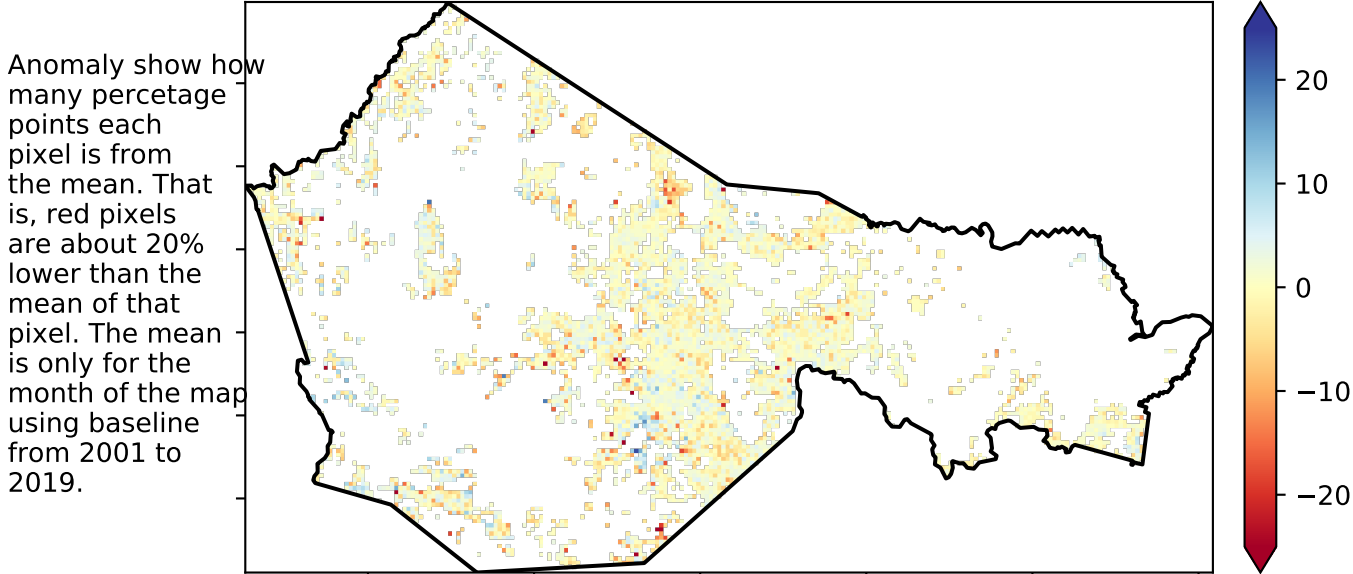 Anomaly show how
many percetage
points each
pixel is from
the mean. That
is, red pixels
are about 20%
lower than the
mean of that
pixel. The mean
is only for the
month of the map
using baseline
from 2001 to
2019.
20
10
0
−10
−20